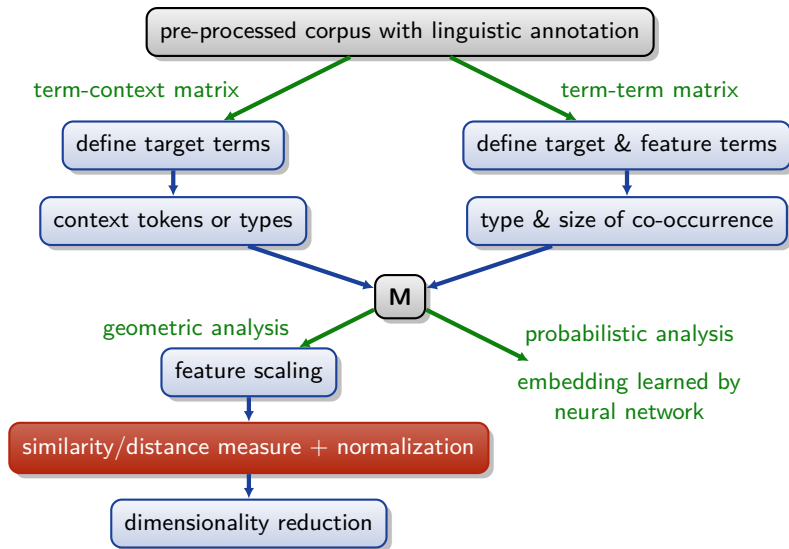 pre-processed corpus with linguistic annotation
term-context matrix
term-term matrix
define target terms
define target & feature terms
context tokens or types
type & size of co-occurrence
M
geometric analysis
probabilistic analysis
feature scaling
embedding learned by
neural network
similarity/distance measure + normalization
dimensionality reduction